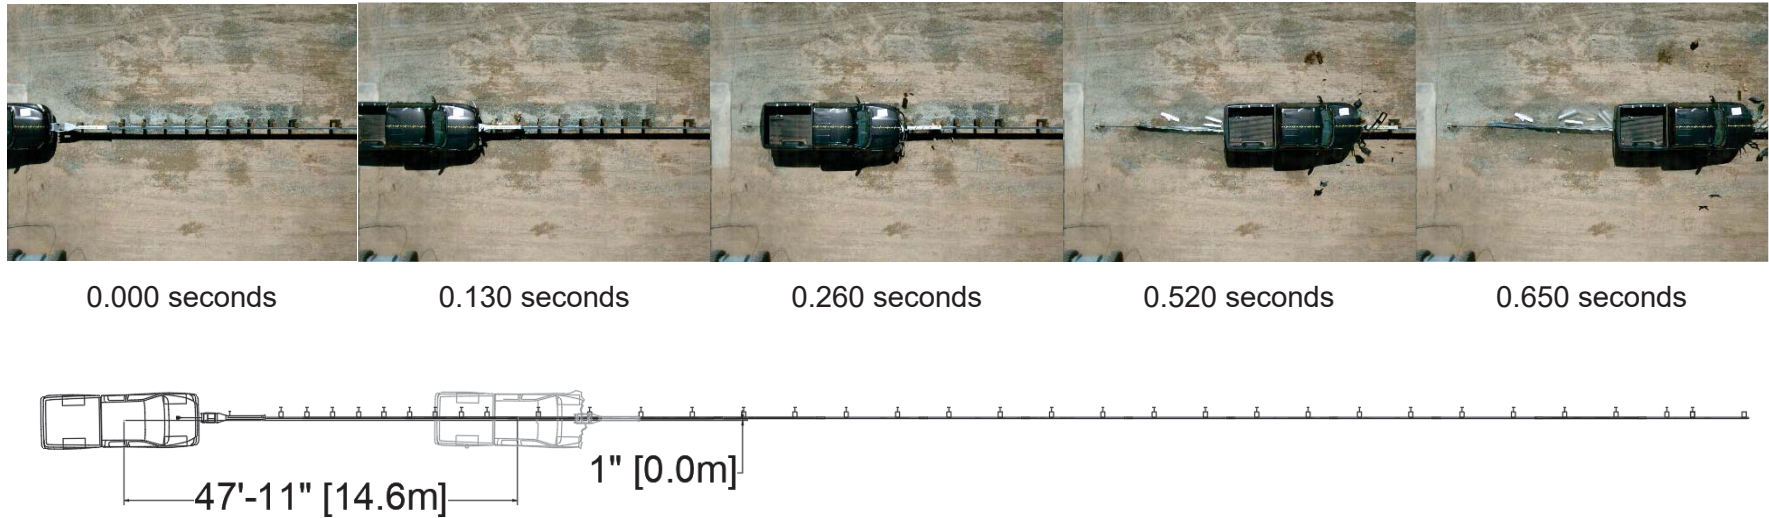 0.000 seconds
0.130 seconds
0.260 seconds
0.520 seconds
0.650 seconds
1" [0.0m]
47'-11" [14.6m]